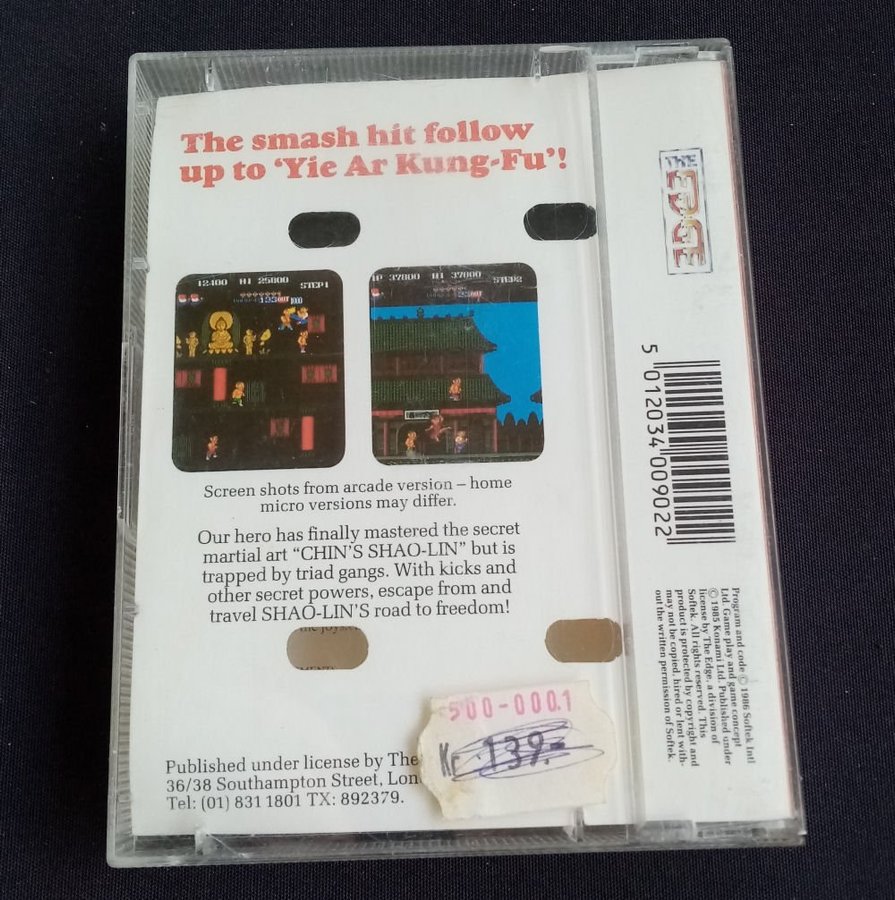 The smash hit follow
up to ‘Yie Ar Kung-Fu’!
12400 HI 25800
STEP1
1P 37800 HI 37800
STEP2
Screen shots from arcade version – home
micro versions may differ.
Our hero has finally mastered the secret
martial art “CHIN’S SHAO-LIN” but is
trapped by triad gangs. With kicks and
other secret powers, escape from and
travel SHAO-LIN’S road to freedom!
the
Published under license by The
36/38 Southampton Street, Lon
Tel: (01) 831 1801 TX: 892379.
500-000.1
Kr 139.-
THE
EDGE
5 012034 009022
Program and code © 1986 Softek Intl
Ltd. Game play and game concept
© 1985 Konami Ltd. Published under
license by The Edge, a division of
Softek. All rights reserved. This
product is protected by copyright and
may not be copied, hired or lent with-
out the written permission of Softek.